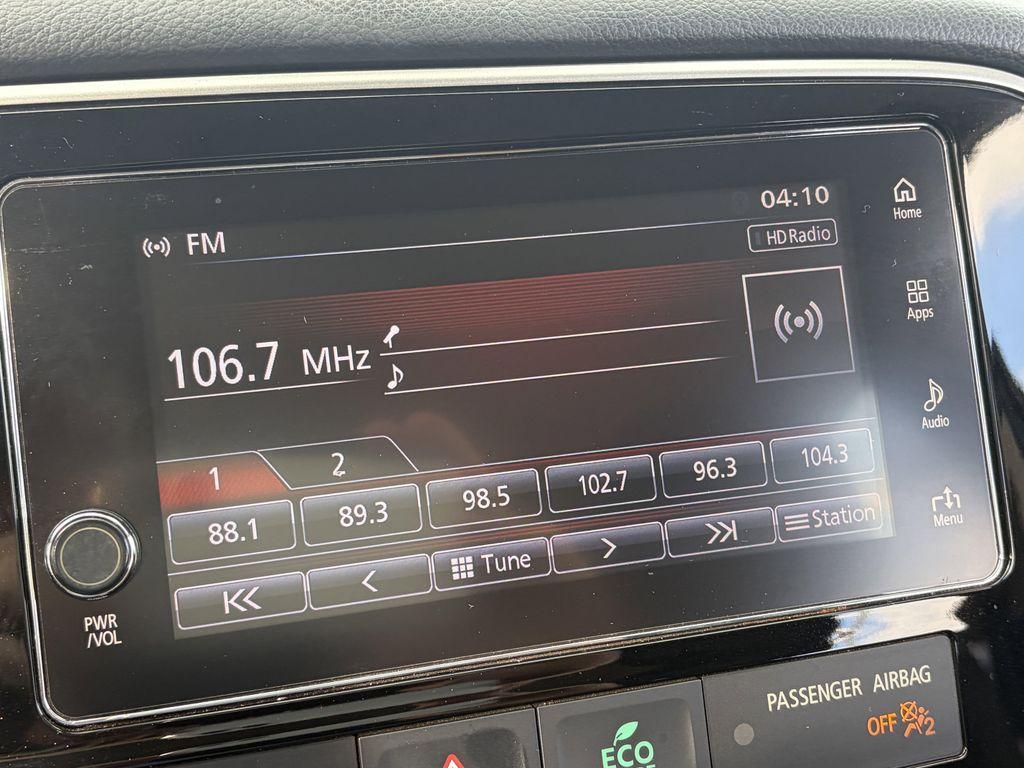 04:10
FM
HD Radio
Home
106.7 MHz
Apps
Audio
1 2
88.1 89.3 98.5 102.7 96.3 104.3
Tune Station
Menu
PWR
/VOL
PASSENGER AIRBAG
OFF 2
ECO